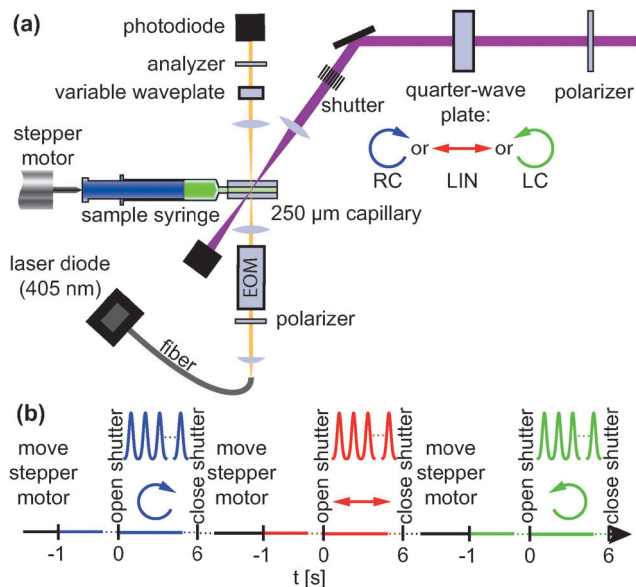 (a)
photodiode
analyzer
variable waveplate
shutter
quarter-wave
plate:
polarizer
or
or
RC
LIN
LC
stepper
motor
sample syringe
250 µm capillary
laser diode
(405 nm)
EOM
polarizer
fiber
(b)
move
stepper
motor
open shutter
close shutter
move
stepper
motor
open shutter
close shutter
move
stepper
motor
open shutter
close shutter
-1
0
6
-1
0
6
-1
0
6
t [s]